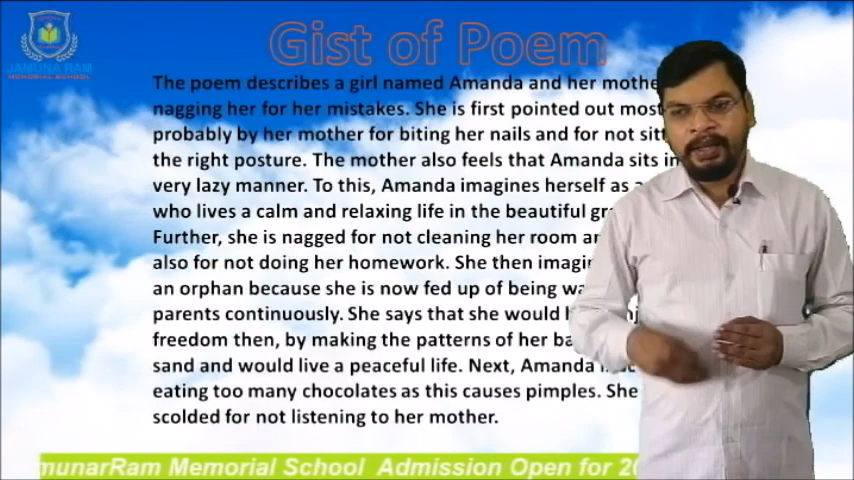 JAMUNA RAM
MEMORIAL SCHOOL
Gist of Poem
The poem describes a girl named Amanda and her mothe
nagging her for her mistakes. She is first pointed out most
probably by her mother for biting her nails and for not sitt
the right posture. The mother also feels that Amanda sits in
very lazy manner. To this, Amanda imagines herself as a
who lives a calm and relaxing life in the beautiful gr
Further, she is nagged for not cleaning her room an
also for not doing her homework. She then imagin
an orphan because she is now fed up of being wa
parents continuously. She says that she would
freedom then, by making the patterns of her ba
sand and would live a peaceful life. Next, Amanda
eating too many chocolates as this causes pimples. She
scolded for not listening to her mother.
munarRam Memorial School Admission Open for 20